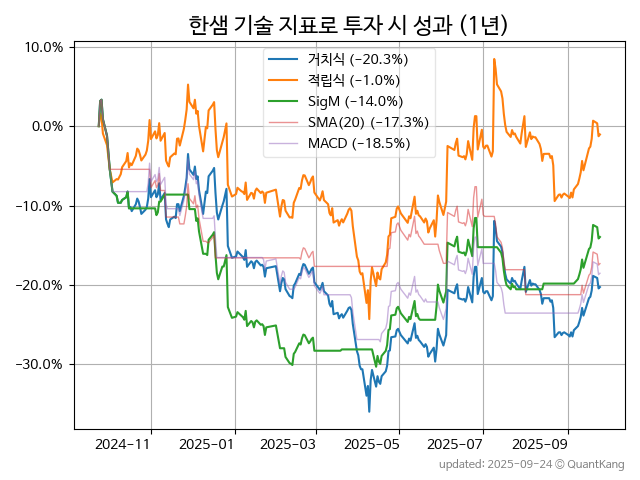 한샘 기술 지표로 투자 시 성과 (1년)
10.0%
0.0%
−10.0%
−20.0%
−30.0%
거치식 (−20.3%)
적립식 (−1.0%)
SigM (−14.0%)
SMA(20) (−17.3%)
MACD (−18.5%)
2024−11
2025−01
2025−03
2025−05
2025−07
2025−09
updated: 2025-09-24 © QuantKang